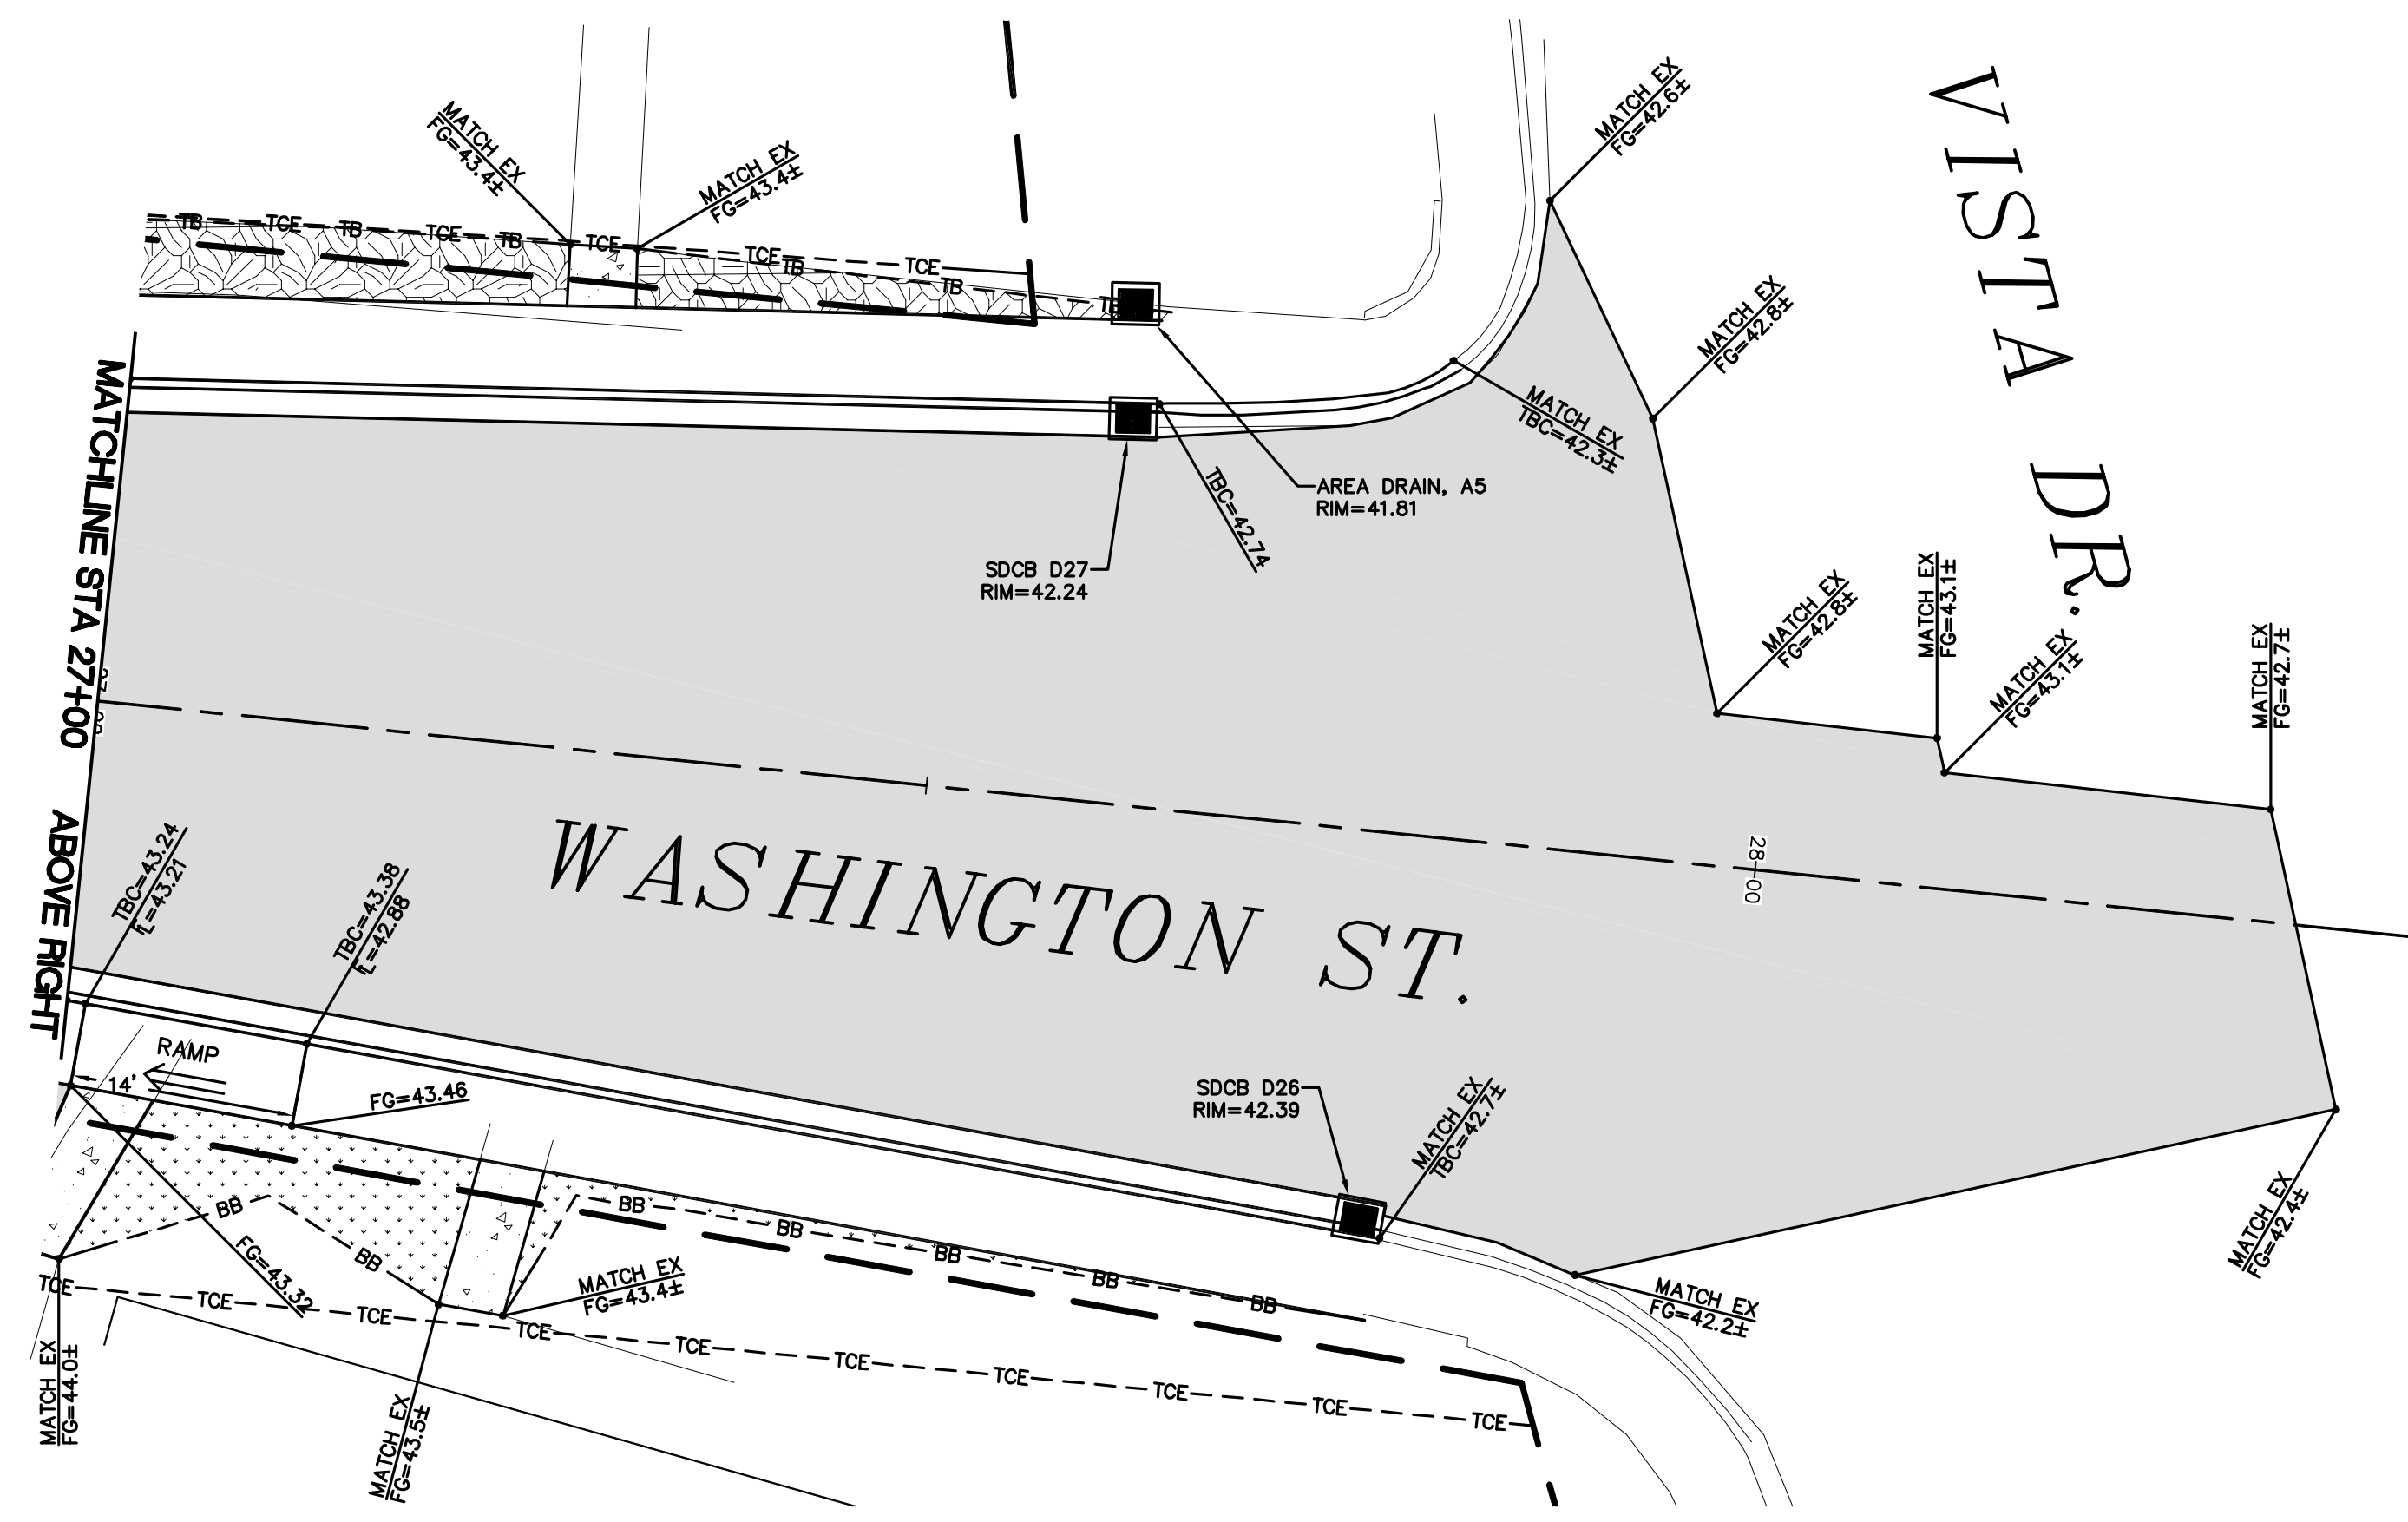 MATCH EX
FG=43.4±
MATCH EX
FG=43.4±
MATCH EX
FG=42.6±
VISTA DR.
TB
TCE
TB
TCE
TB
TCE
TCE
TB
TCE
TB
TB
MATCH EX
FG=42.8±
MATCH EX
TBC=42.3±
AREA DRAIN, A5
RIM=41.81
TBC=42.74
SDCB D27
RIM=42.24
MATCHLINE STA 27+00 ABOVE RIGHT
MATCH EX
FG=42.8±
MATCH EX
FG=43.1±
MATCH EX
FG=43.1±
MATCH EX
FG=42.7±
WASHINGTON ST.
28+00
TBC=43.24
FL=43.21
TBC=43.38
FL=42.88
RAMP
14'
FG=43.46
SDCB D26
RIM=42.39
MATCH EX
TBC=42.7±
MATCH EX
FG=42.4±
MATCH EX
FG=42.2±
BB
BB
BB
BB
BB
BB
BB
FG=43.32
MATCH EX
FG=43.4±
TCE
TCE
TCE
TCE
TCE
TCE
TCE
TCE
TCE
TCE
MATCH EX
FG=44.0±
MATCH EX
FG=43.5±